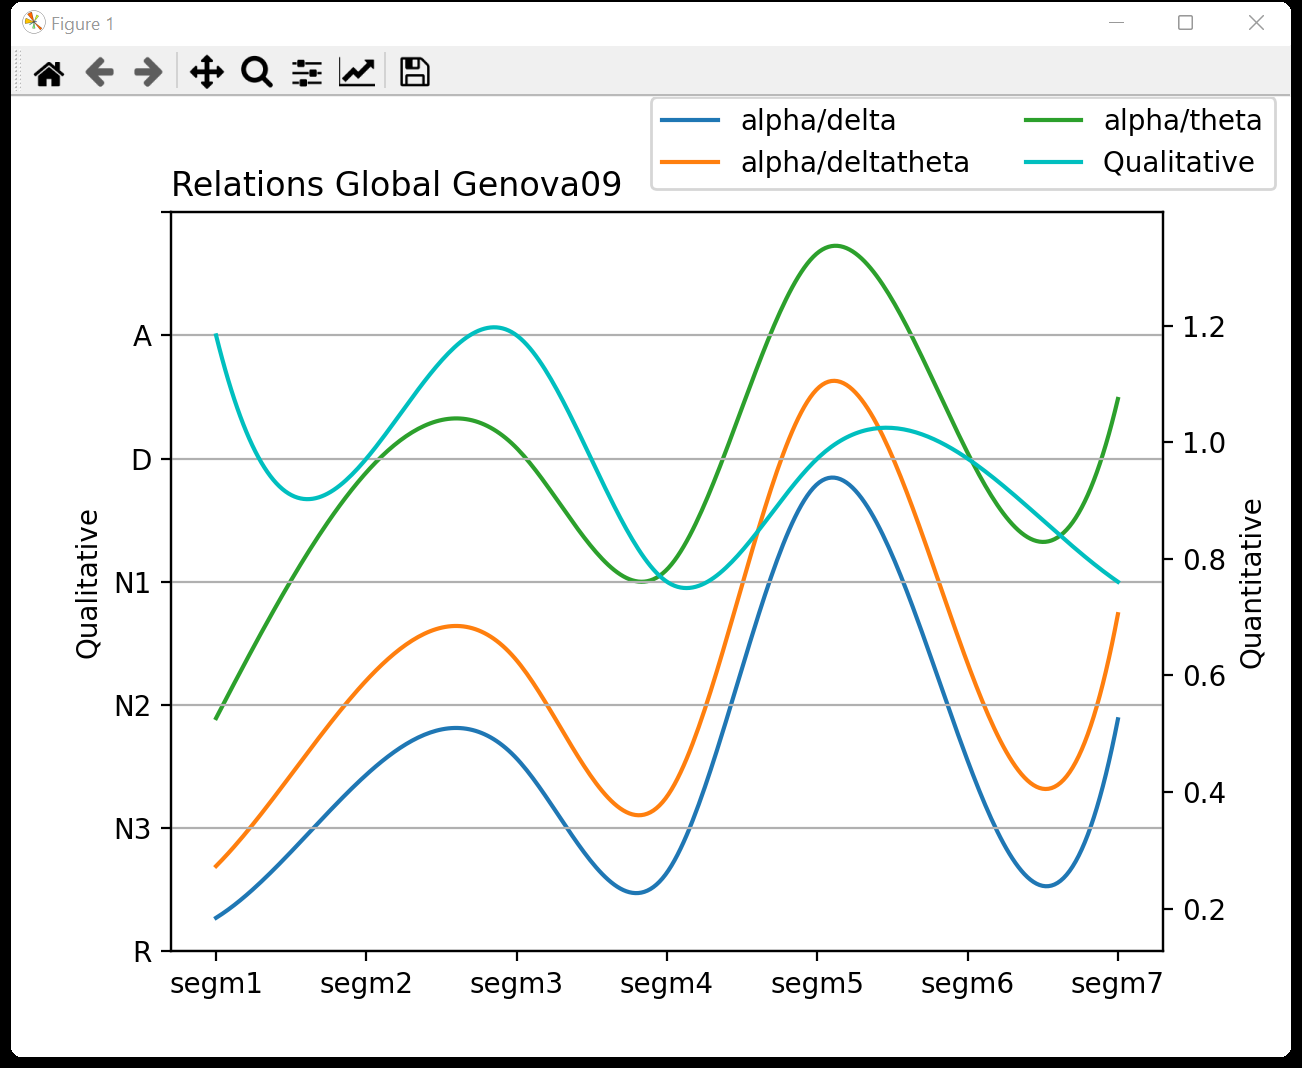 Figure 1
alpha/delta
alpha/deltatheta
alpha/theta
Qualitative
Relations Global Genova09
A
D
N1
N2
N3
R
Qualitative
1.2
1.0
0.8
0.6
0.4
0.2
Quantitative
segm1 segm2 segm3 segm4 segm5 segm6 segm7